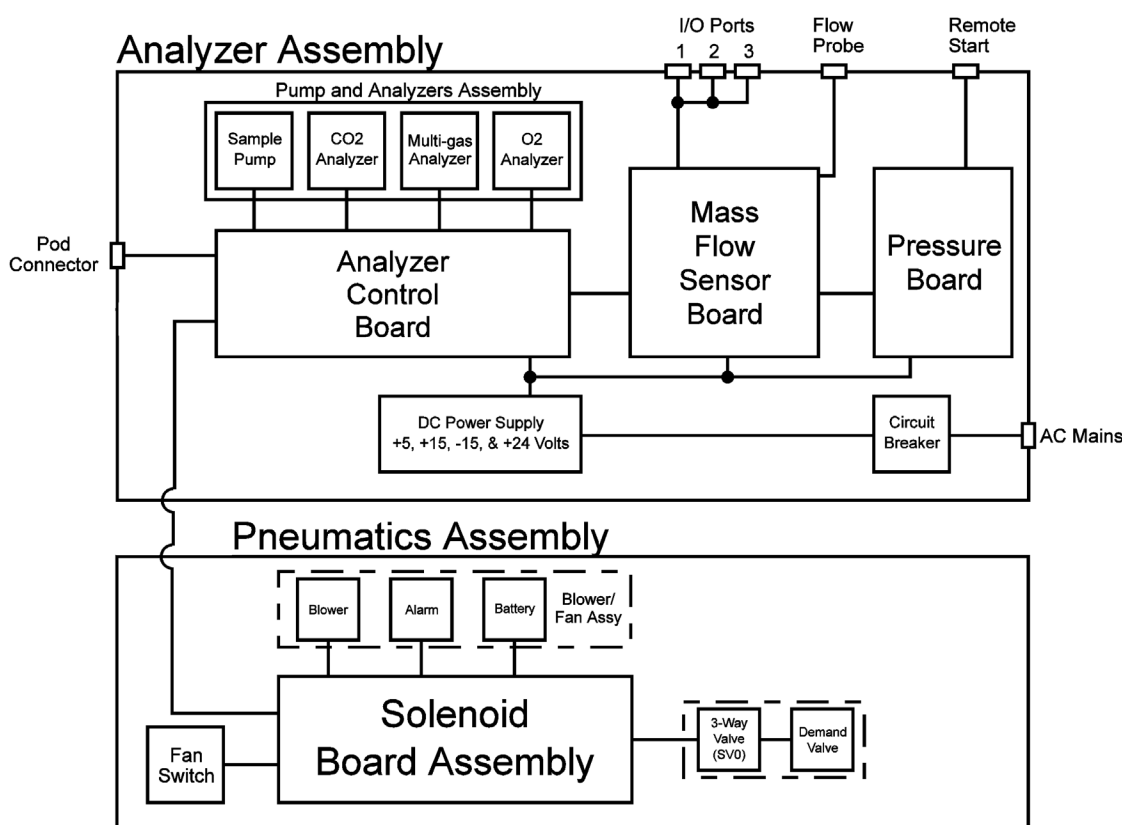 Analyzer Assembly
I/O Ports
1 2 3
Flow
Probe
Remote
Start
Pump and Analyzers Assembly
Sample
Pump
CO2
Analyzer
Multi-gas
Analyzer
O2
Analyzer
Pod
Connector
Analyzer
Control
Board
Mass
Flow
Sensor
Board
Pressure
Board
DC Power Supply
+5, +15, -15, & +24 Volts
Circuit
Breaker
AC Mains
Pneumatics Assembly
Blower
Alarm
Battery
Blower/
Fan Assy
Solenoid
Board Assembly
Fan
Switch
3-Way
Valve
(SV0)
Demand
Valve